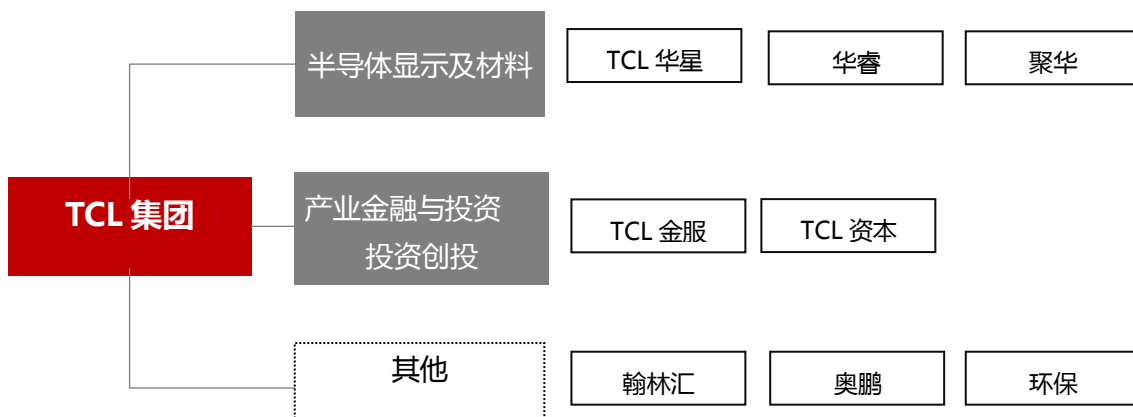 半导体显示及材料
TCL 华星
华睿
聚华
TCL 集团
产业金融与投资
投资创投
TCL 金服
TCL 资本
其他
翰林汇
奥鹏
环保